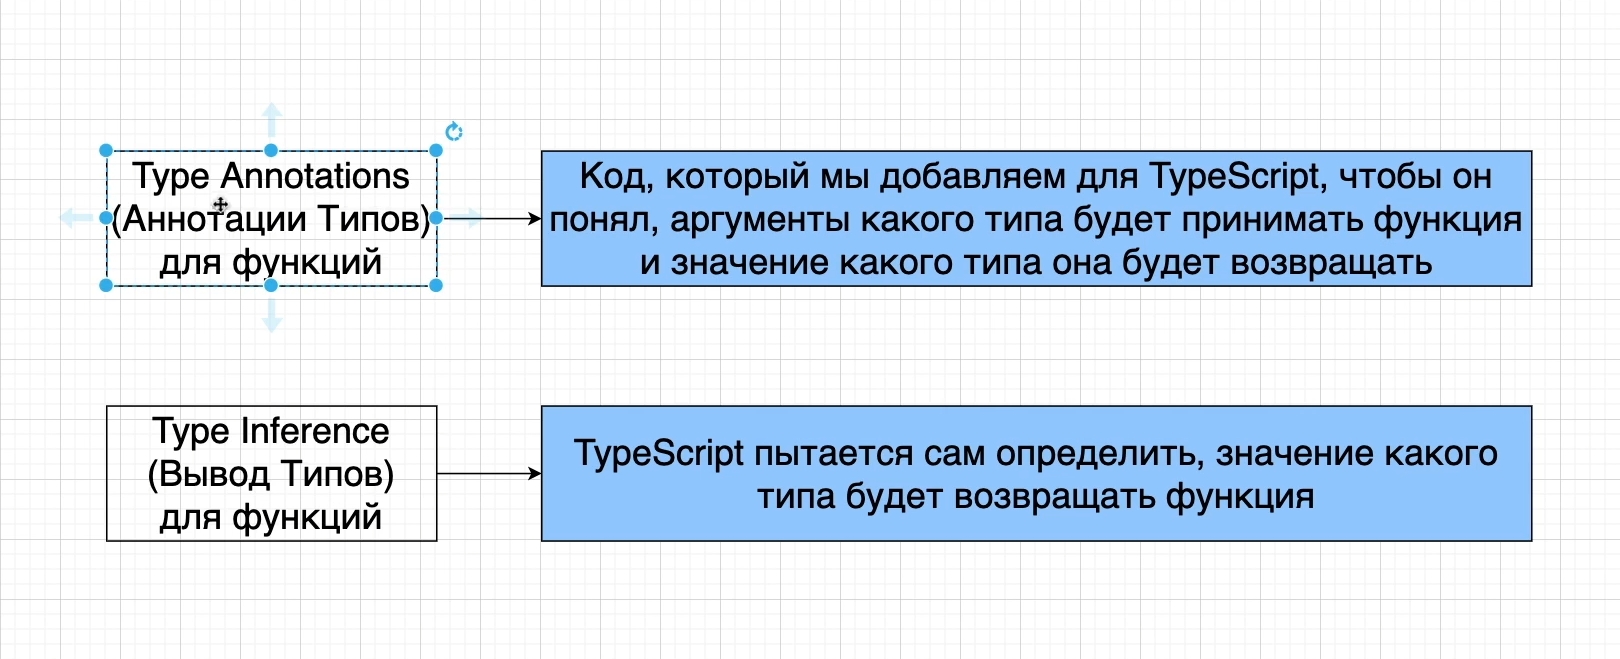 Type Annotations
(Аннотации Типов)
для функций
Код, который мы добавляем для TypeScript, чтобы он
понял, аргументы какого типа будет принимать функция
и значение какого типа она будет возвращать
Type Inference
(Вывод Типов)
для функций
TypeScript пытается сам определить, значение какого
типа будет возвращать функция